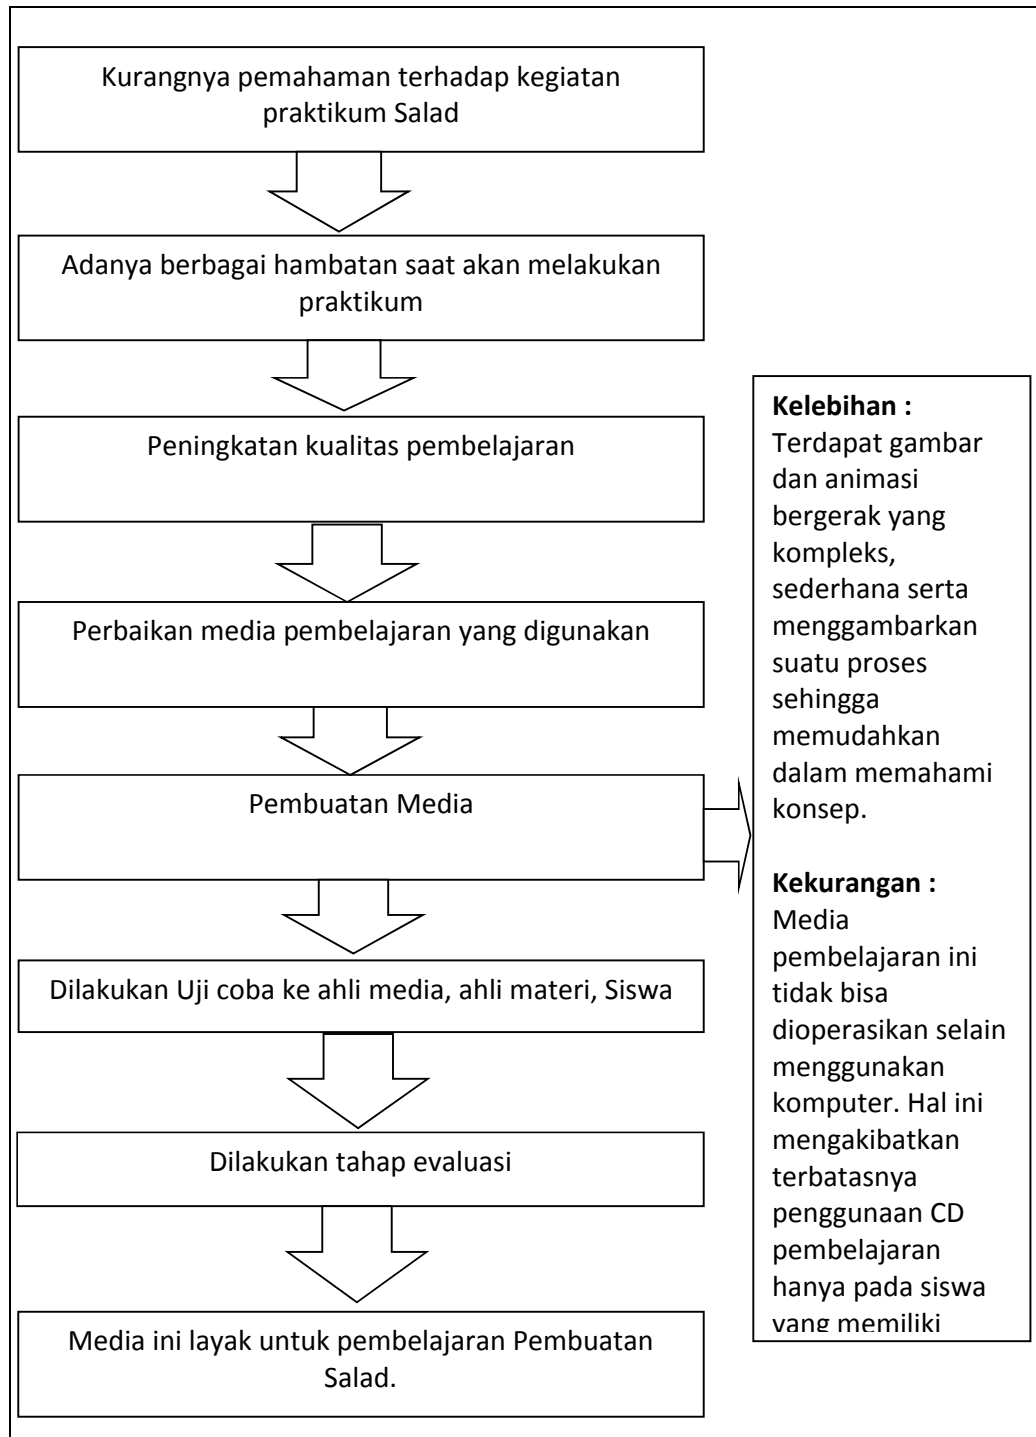 Kurangnya pemahaman terhadap kegiatan
praktikum Salad
Adanya berbagai hambatan saat akan melakukan
praktikum
Peningkatan kualitas pembelajaran
Perbaikan media pembelajaran yang digunakan
Pembuatan Media
Kelebihan :
Terdapat gambar
dan animasi
bergerak yang
kompleks,
sederhana serta
menggambarkan
suatu proses
sehingga
memudahkan
dalam memahami
konsep.
Kekurangan :
Media
pembelajaran ini
tidak bisa
dioperasikan selain
menggunakan
komputer. Hal ini
mengakibatkan
terbatasnya
penggunaan CD
pembelajaran
hanya pada siswa
yang memiliki
Dilakukan Uji coba ke ahli media, ahli materi, Siswa
Dilakukan tahap evaluasi
Media ini layak untuk pembelajaran Pembuatan
Salad.